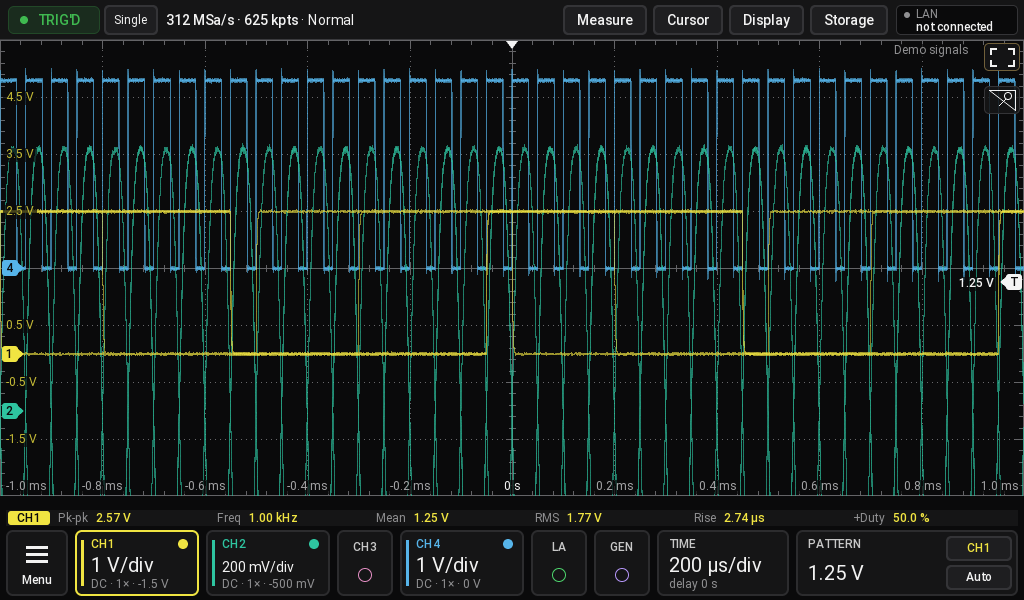 TRIG'D
Single
312 MSa/s · 625 kpts · Normal
Measure
Cursor
Display
Storage
LAN
not connected
Demo signals
4.5 V
3.5 V
2.5 V
4
1.25 V
T
0.5 V
1
-0.5 V
2
-1.5 V
-1.0 ms
-0.8 ms
-0.6 ms
-0.4 ms
-0.2 ms
0 s
0.2 ms
0.4 ms
0.6 ms
0.8 ms
1.0 ms
CH1 Pk-pk 2.57 V Freq 1.00 kHz Mean 1.25 V RMS 1.77 V Rise 2.74 µs +Duty 50.0 %
Menu
CH1
1 V/div
DC · 1× · -1.5 V
CH2
200 mV/div
DC · 1× · -500 mV
CH3
CH4
1 V/div
DC · 1× · 0 V
LA
GEN
TIME
200 µs/div
delay 0 s
PATTERN
1.25 V
CH1
Auto